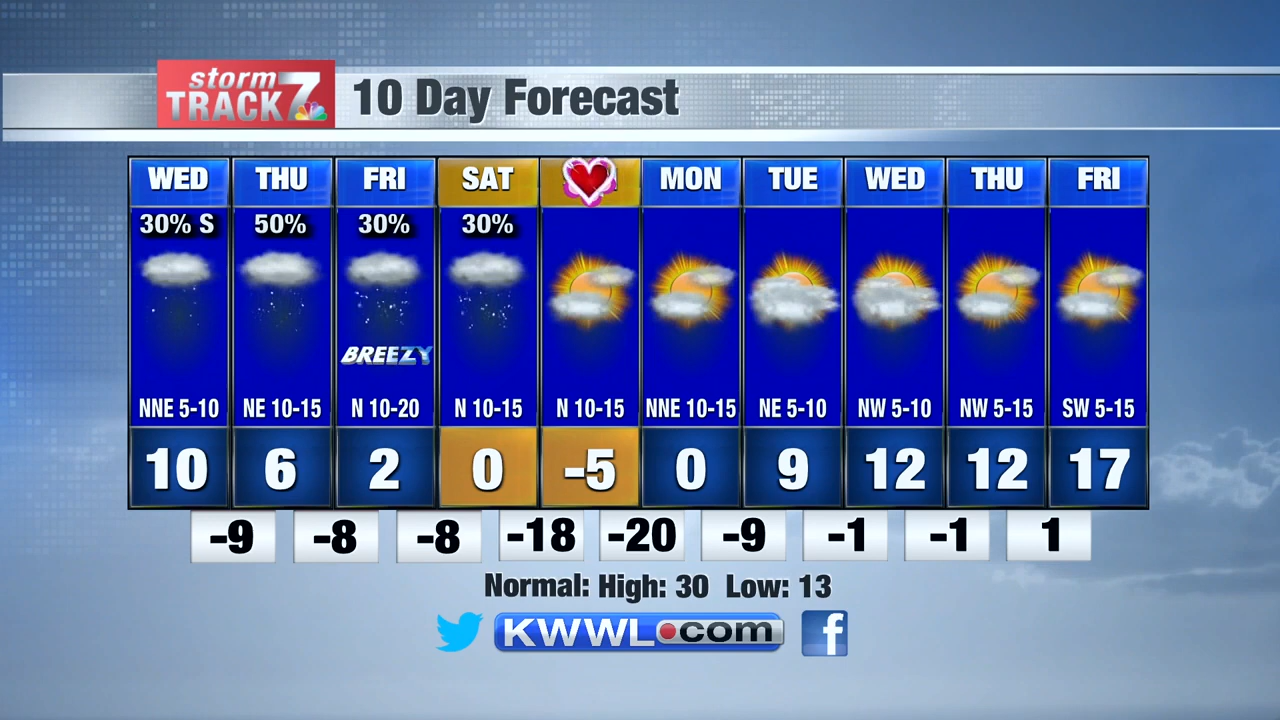 storm
TRACK 7
10 Day Forecast
WED THU FRI SAT MON TUE WED THU FRI
30% S 50% 30% 30%
BREEZY
NNE 5-10 NE 10-15 N 10-20 N 10-15 N 10-15 NNE 10-15 NE 5-10 NW 5-10 NW 5-15 SW 5-15
10 6 2 0 -5 0 9 12 12 17
-9 -8 -8 -18 -20 -9 -1 -1 1
Normal: High: 30 Low: 13
KWWL.com f